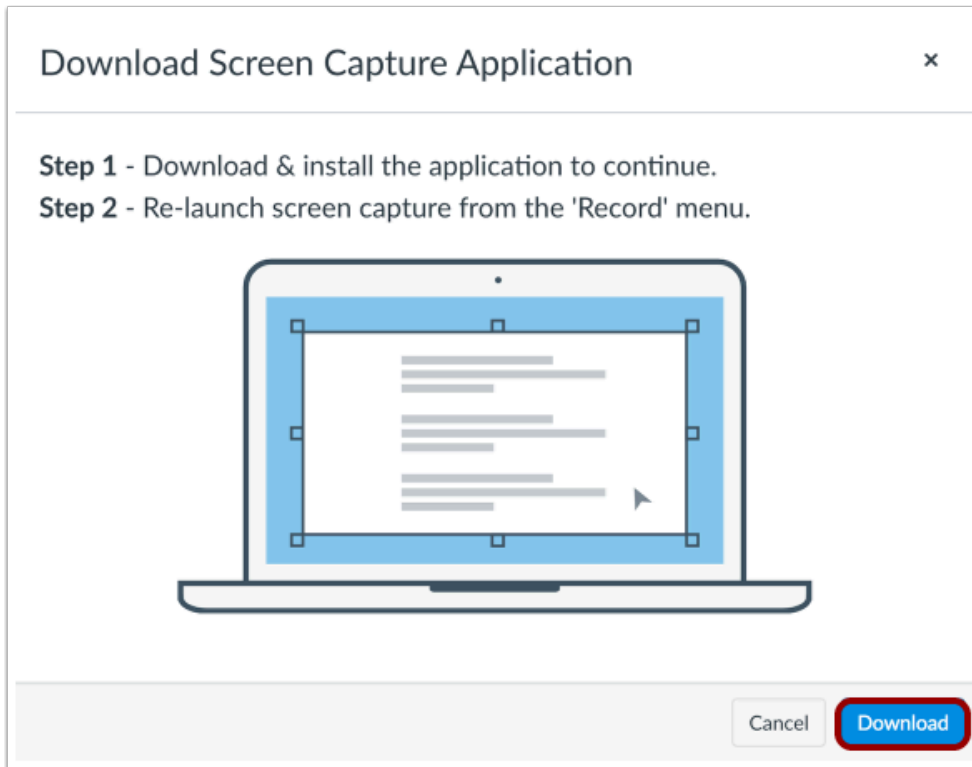 Download Screen Capture Application ×
Step 1 - Download & install the application to continue.
Step 2 - Re-launch screen capture from the 'Record' menu.
Cancel Download